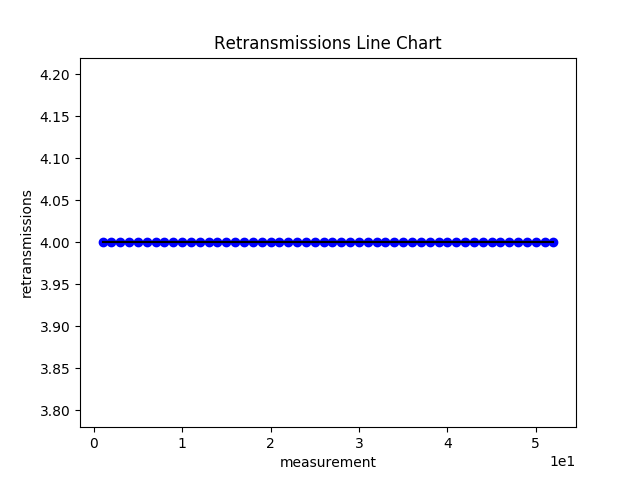 Retransmissions Line Chart
retransmissions
4.20
4.15
4.10
4.05
4.00
3.95
3.90
3.85
3.80
0 1 2 3 4 5
1e1
measurement